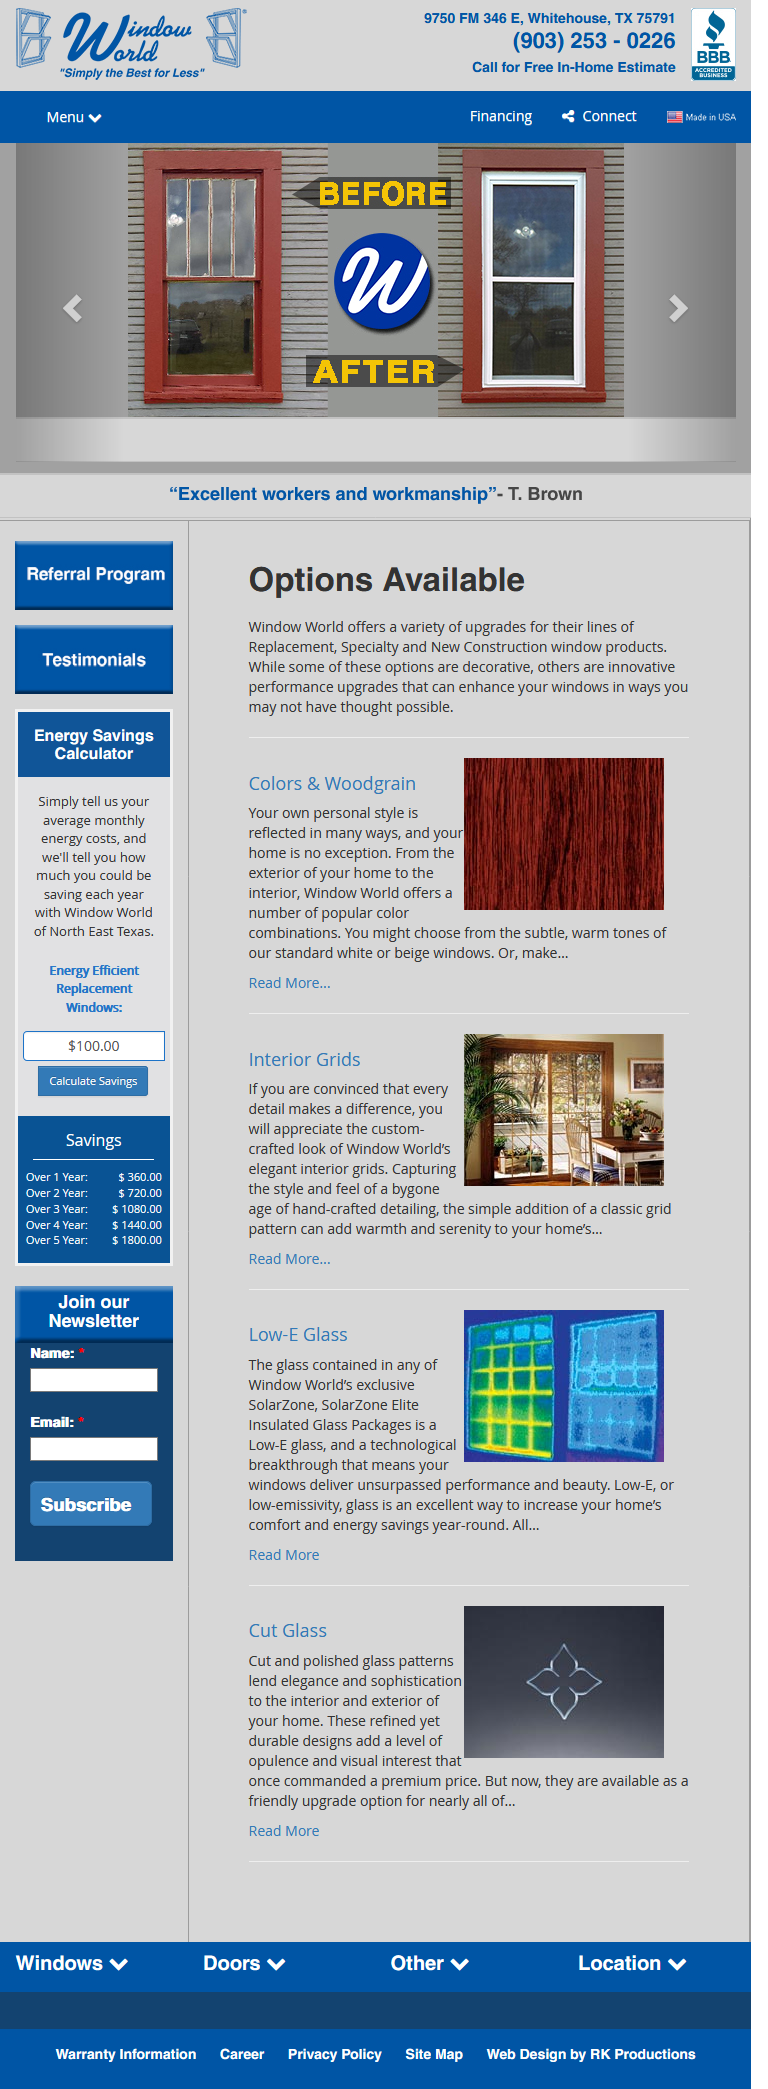 Window
World
®
"Simply the Best for Less"
9750 FM 346 E, Whitehouse, TX 75791
(903) 253 - 0226
Call for Free In-Home Estimate
BBB
ACCREDITED
BUSINESS
Menu
Financing
Connect
Made in USA
BEFORE
W
AFTER
“Excellent workers and workmanship”- T. Brown
Referral Program
Testimonials
Energy Savings
Calculator
Simply tell us your
average monthly
energy costs, and
we'll tell you how
much you could be
saving each year
with Window World
of North East Texas.
Energy Efficient
Replacement
Windows:
$100.00
Calculate Savings
Savings
Over 1 Year: $ 360.00
Over 2 Year: $ 720.00
Over 3 Year: $ 1080.00
Over 4 Year: $ 1440.00
Over 5 Year: $ 1800.00
Join our
Newsletter
Name: *
Email: *
Subscribe
Options Available
Window World offers a variety of upgrades for their lines of
Replacement, Specialty and New Construction window products.
While some of these options are decorative, others are innovative
performance upgrades that can enhance your windows in ways you
may not have thought possible.
Colors & Woodgrain
Your own personal style is
reflected in many ways, and your
home is no exception. From the
exterior of your home to the
interior, Window World offers a
number of popular color
combinations. You might choose from the subtle, warm tones of
our standard white or beige windows. Or, make...
Read More...
Interior Grids
If you are convinced that every
detail makes a difference, you
will appreciate the custom-
crafted look of Window World’s
elegant interior grids. Capturing
the style and feel of a bygone
age of hand-crafted detailing, the simple addition of a classic grid
pattern can add warmth and serenity to your home’s...
Read More...
Low-E Glass
The glass contained in any of
Window World’s exclusive
SolarZone, SolarZone Elite
Insulated Glass Packages is a
Low-E glass, and a technological
breakthrough that means your
windows deliver unsurpassed performance and beauty. Low-E, or
low-emissivity, glass is an excellent way to increase your home’s
comfort and energy savings year-round. All...
Read More
Cut Glass
Cut and polished glass patterns
lend elegance and sophistication
to the interior and exterior of
your home. These refined yet
durable designs add a level of
opulence and visual interest that
once commanded a premium price. But now, they are available as a
friendly upgrade option for nearly all of...
Read More
Windows
Doors
Other
Location
Warranty Information
Career
Privacy Policy
Site Map
Web Design by RK Productions